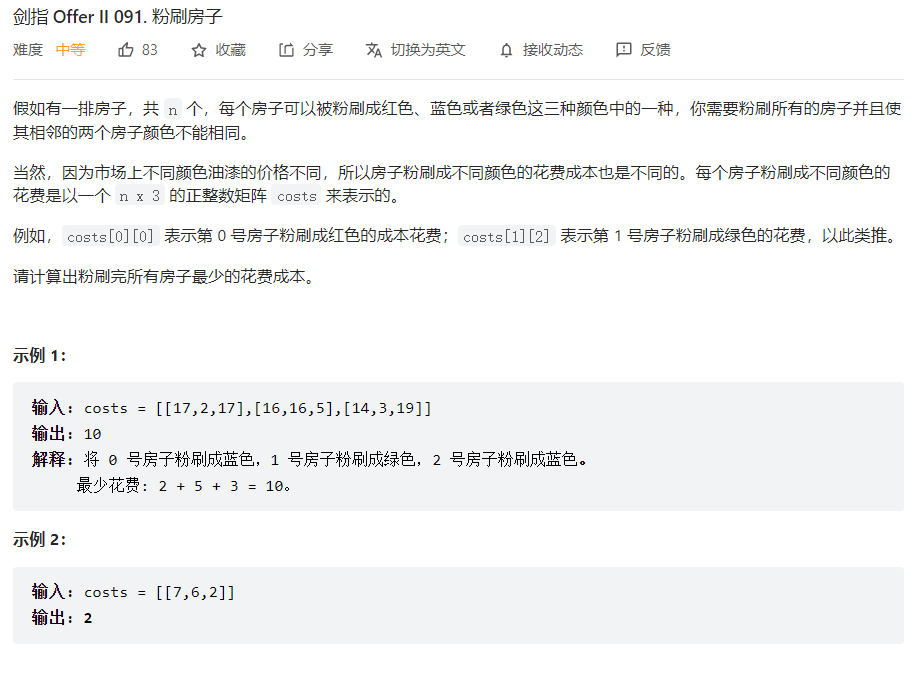 剑指 Offer II 091. 粉刷房子
难度 中等 83 收藏 分享 切换为英文 接收动态 反馈
假如有一排房子，共 n 个，每个房子可以被粉刷成红色、蓝色或者绿色这三种颜色中的一种，你需要粉刷所有的房子并且使
其相邻的两个房子颜色不能相同。
当然，因为市场上不同颜色油漆的价格不同，所以房子粉刷成不同颜色的花费成本也是不同的。每个房子粉刷成不同颜色的
花费是以一个 n x 3 的正整数矩阵 costs 来表示的。
例如，costs[0][0] 表示第 0 号房子粉刷成红色的成本花费；costs[1][2] 表示第 1 号房子粉刷成绿色的花费，以此类推。
请计算出粉刷完所有房子最少的花费成本。
示例 1：
输入：costs = [[17,2,17],[16,16,5],[14,3,19]]
输出：10
解释：将 0 号房子粉刷成蓝色，1 号房子粉刷成绿色，2 号房子粉刷成蓝色。
最少花费: 2 + 5 + 3 = 10。
示例 2：
输入：costs = [[7,6,2]]
输出：2